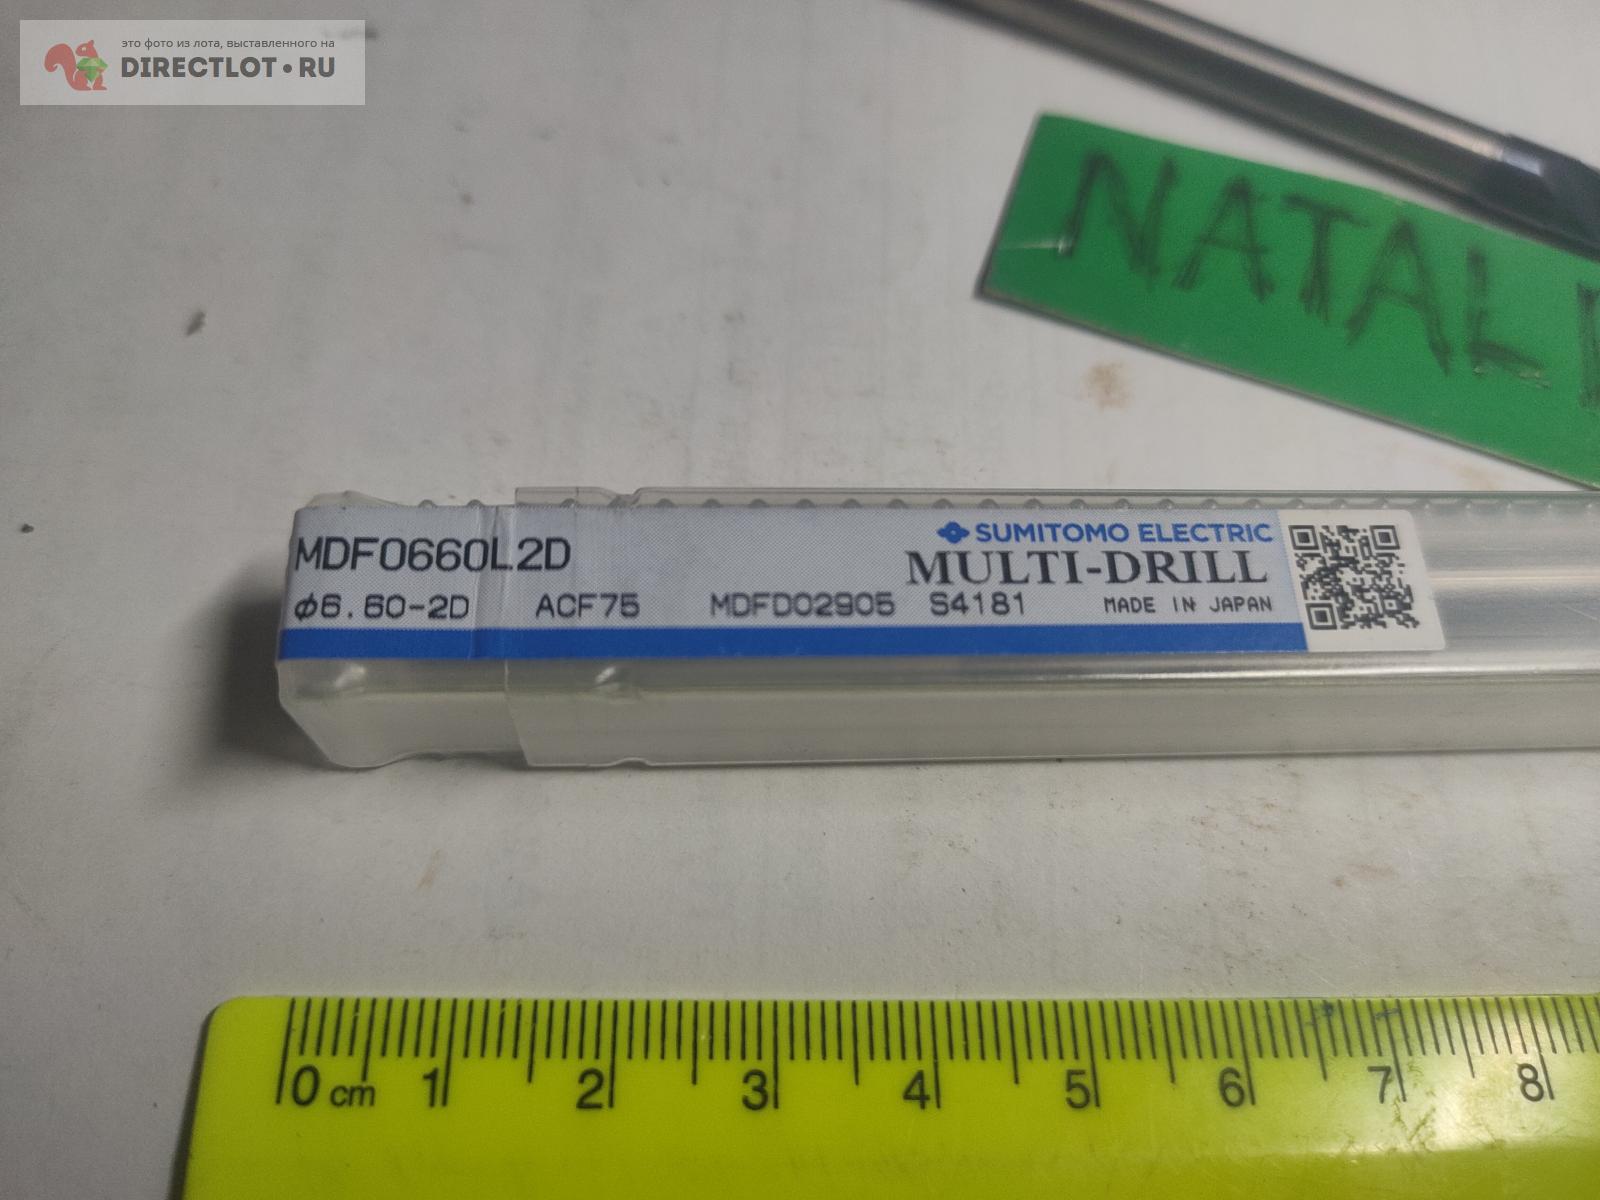 это фото из лота, выставленного на
DIRECTLOT•RU
NATAL
MDF0660L2D
SUMITOMO ELECTRIC
MULTI-DRILL
ø6.60-2D ACF75 MDFD02905 S4181 MADE IN JAPAN
0 cm 1 2 3 4 5 6 7 8